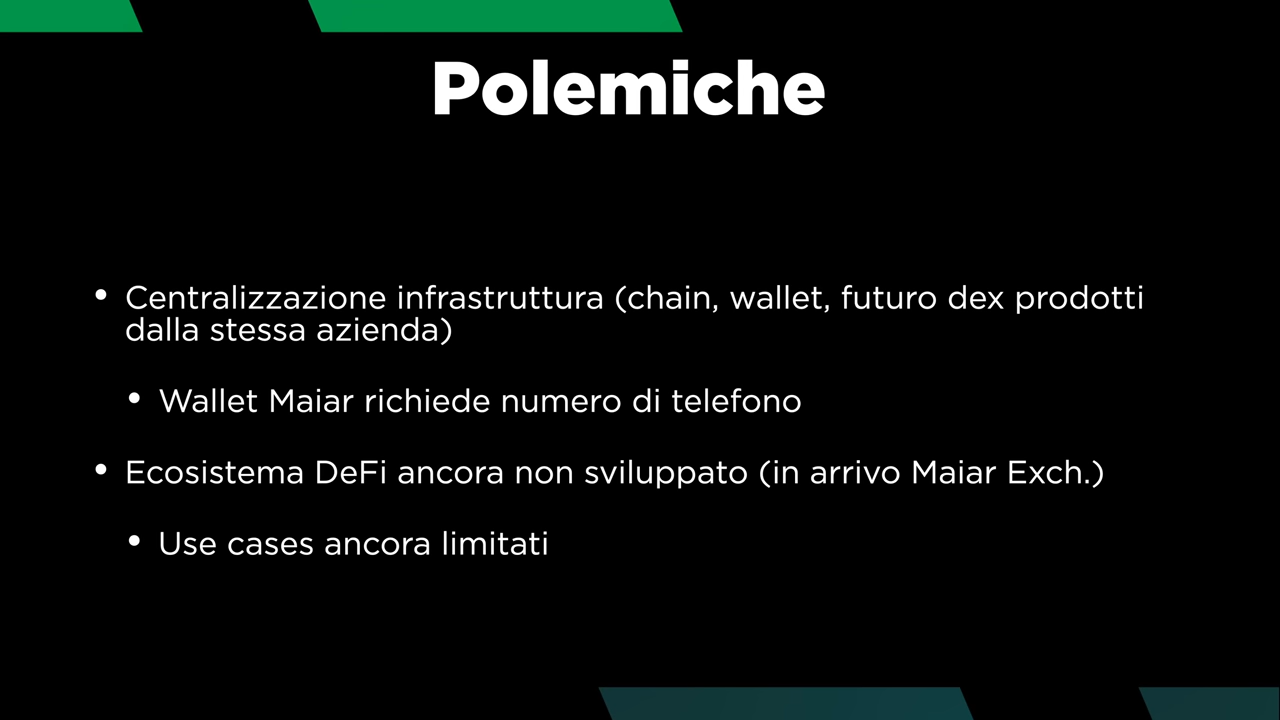 Polemiche
• Centralizzazione infrastruttura (chain, wallet, futuro dex prodotti
dalla stessa azienda)
• Wallet Maiar richiede numero di telefono
• Ecosistema DeFi ancora non sviluppato (in arrivo Maiar Exch.)
• Use cases ancora limitati